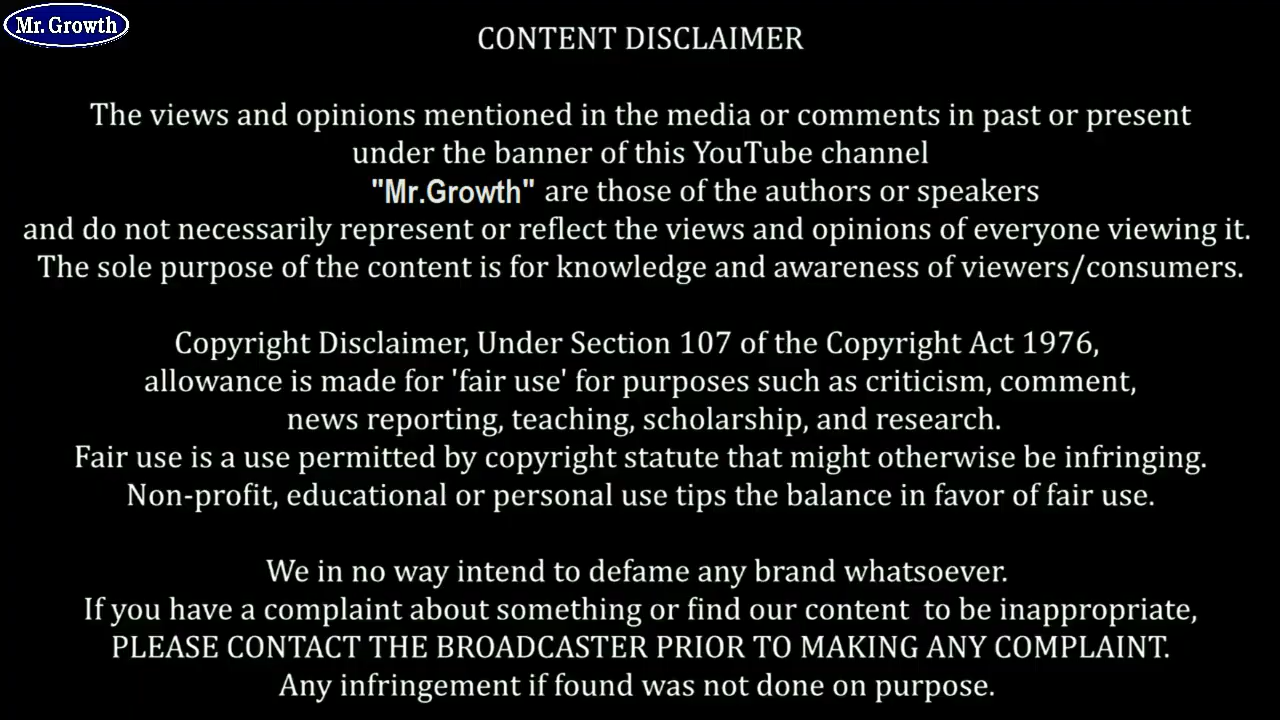 Mr. Growth
CONTENT DISCLAIMER
The views and opinions mentioned in the media or comments in past or present
under the banner of this YouTube channel
"Mr.Growth" are those of the authors or speakers
and do not necessarily represent or reflect the views and opinions of everyone viewing it.
The sole purpose of the content is for knowledge and awareness of viewers/consumers.
Copyright Disclaimer, Under Section 107 of the Copyright Act 1976,
allowance is made for 'fair use' for purposes such as criticism, comment,
news reporting, teaching, scholarship, and research.
Fair use is a use permitted by copyright statute that might otherwise be infringing.
Non-profit, educational or personal use tips the balance in favor of fair use.
We in no way intend to defame any brand whatsoever.
If you have a complaint about something or find our content  to be inappropriate,
PLEASE CONTACT THE BROADCASTER PRIOR TO MAKING ANY COMPLAINT.
Any infringement if found was not done on purpose.